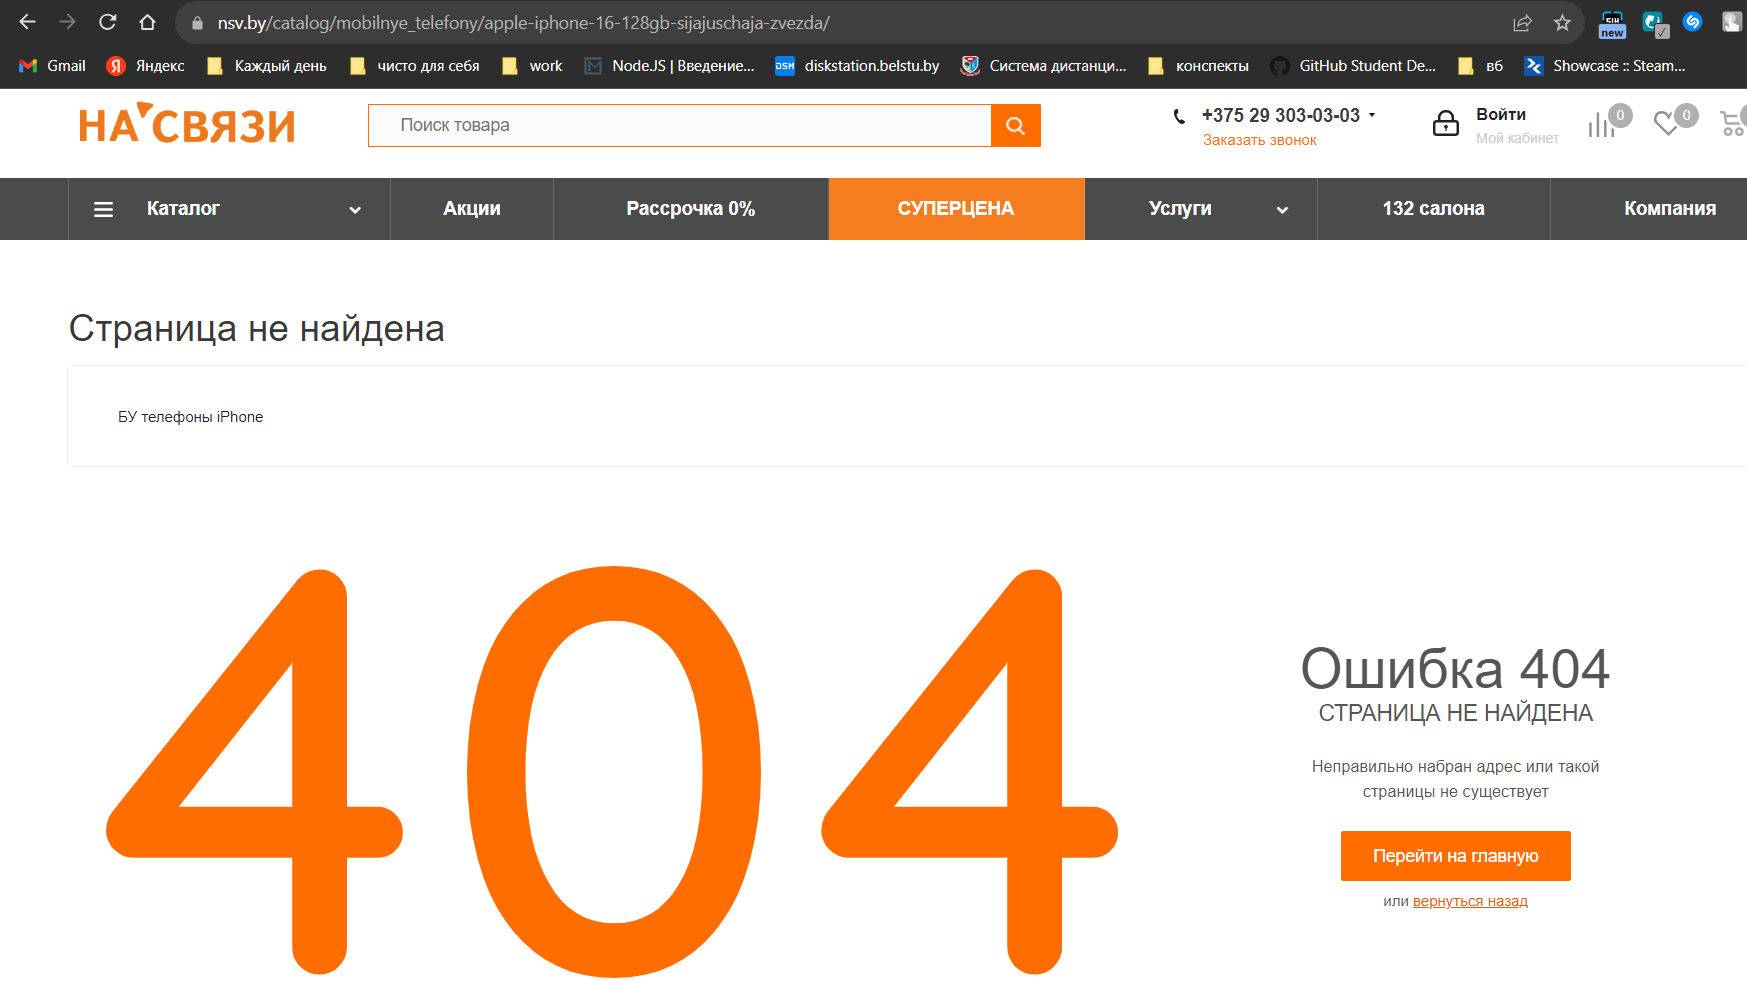 nsv.by/catalog/mobilnye_telefony/apple-iphone-16-128gb-sijajuschaja-zvezda/
new
Gmail Яндекс Каждый день чисто для себя work NodeJS | Введение... DSM diskstation.belstu.by Система дистанци... конспекты GitHub Student De... вб Showcase :: Steam...
НА СВЯЗИ
Поиск товара
+375 29 303-03-03
Заказать звонок
Войти
Мой кабинет
0
0
Каталог Акции Рассрочка 0% СУПЕРЦЕНА Услуги 132 салона Компания
Страница не найдена
БУ телефоны iPhone
404
Ошибка 404
СТРАНИЦА НЕ НАЙДЕНА
Неправильно набран адрес или такой
страницы не существует
Перейти на главную
или вернуться назад